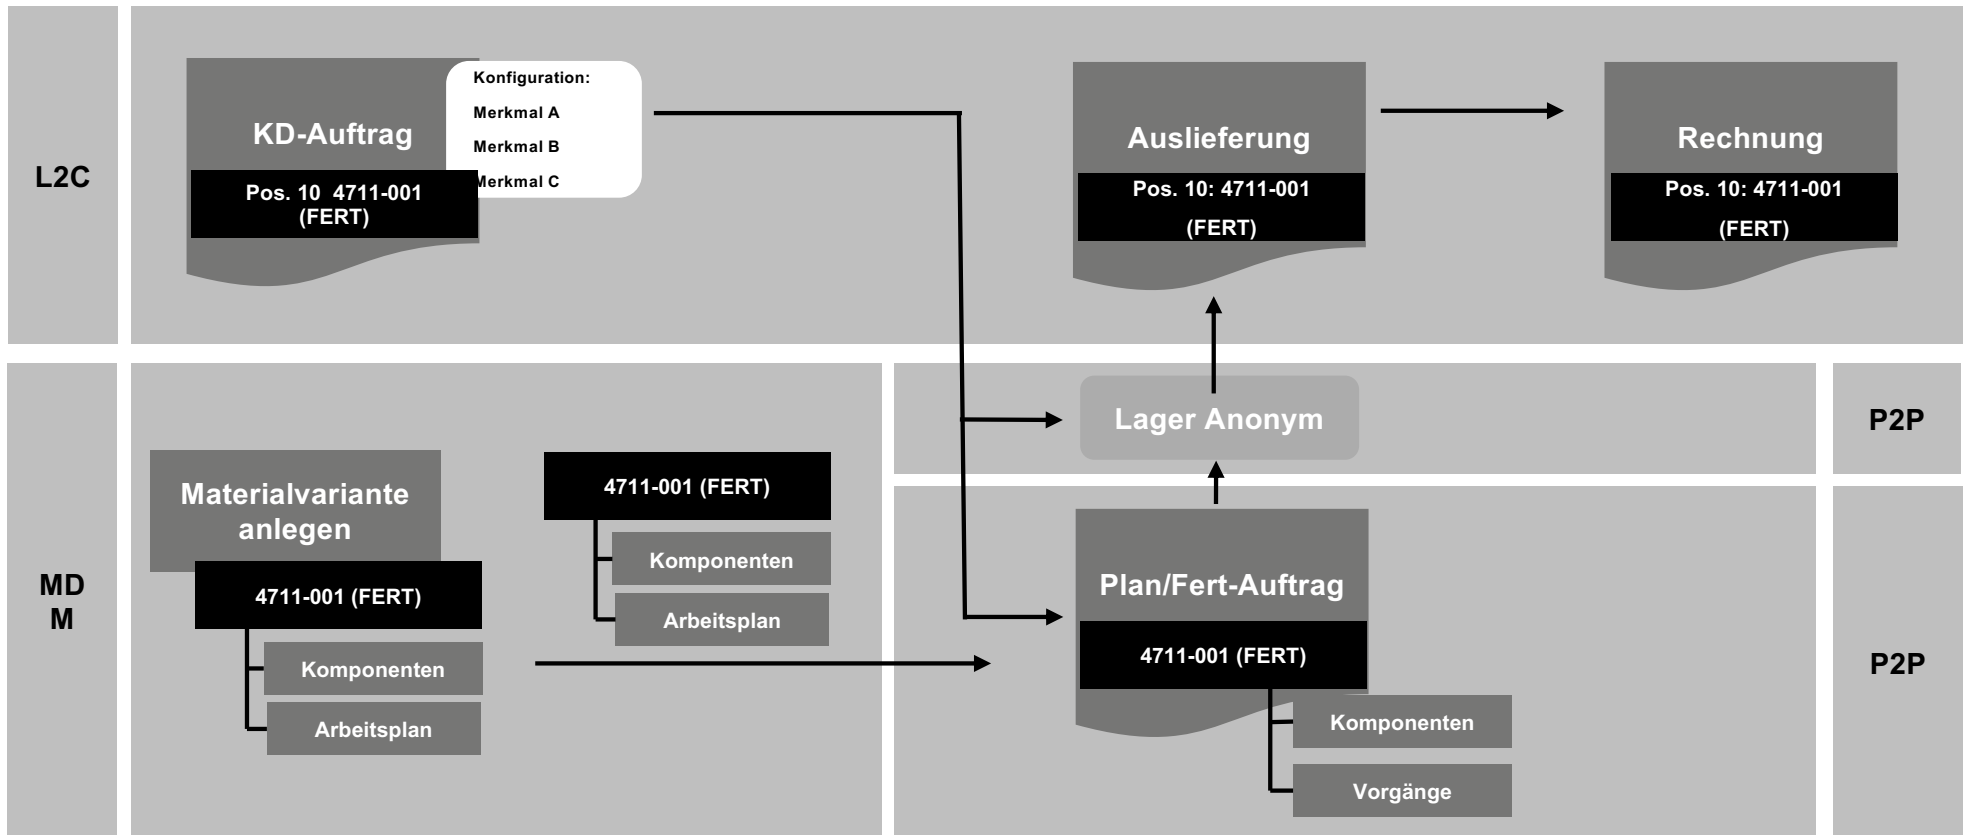 L2C
KD-Auftrag
Pos. 10 4711-001
(FERT)
Konfiguration:
Merkmal A
Merkmal B
Merkmal C
Auslieferung
Pos. 10: 4711-001
(FERT)
Rechnung
Pos. 10: 4711-001
(FERT)
MD
M
Materialvariante
anlegen
4711-001 (FERT)
Komponenten
Arbeitsplan
4711-001 (FERT)
Komponenten
Arbeitsplan
Lager Anonym
P2P
Plan/Fert-Auftrag
4711-001 (FERT)
Komponenten
Vorgänge
P2P